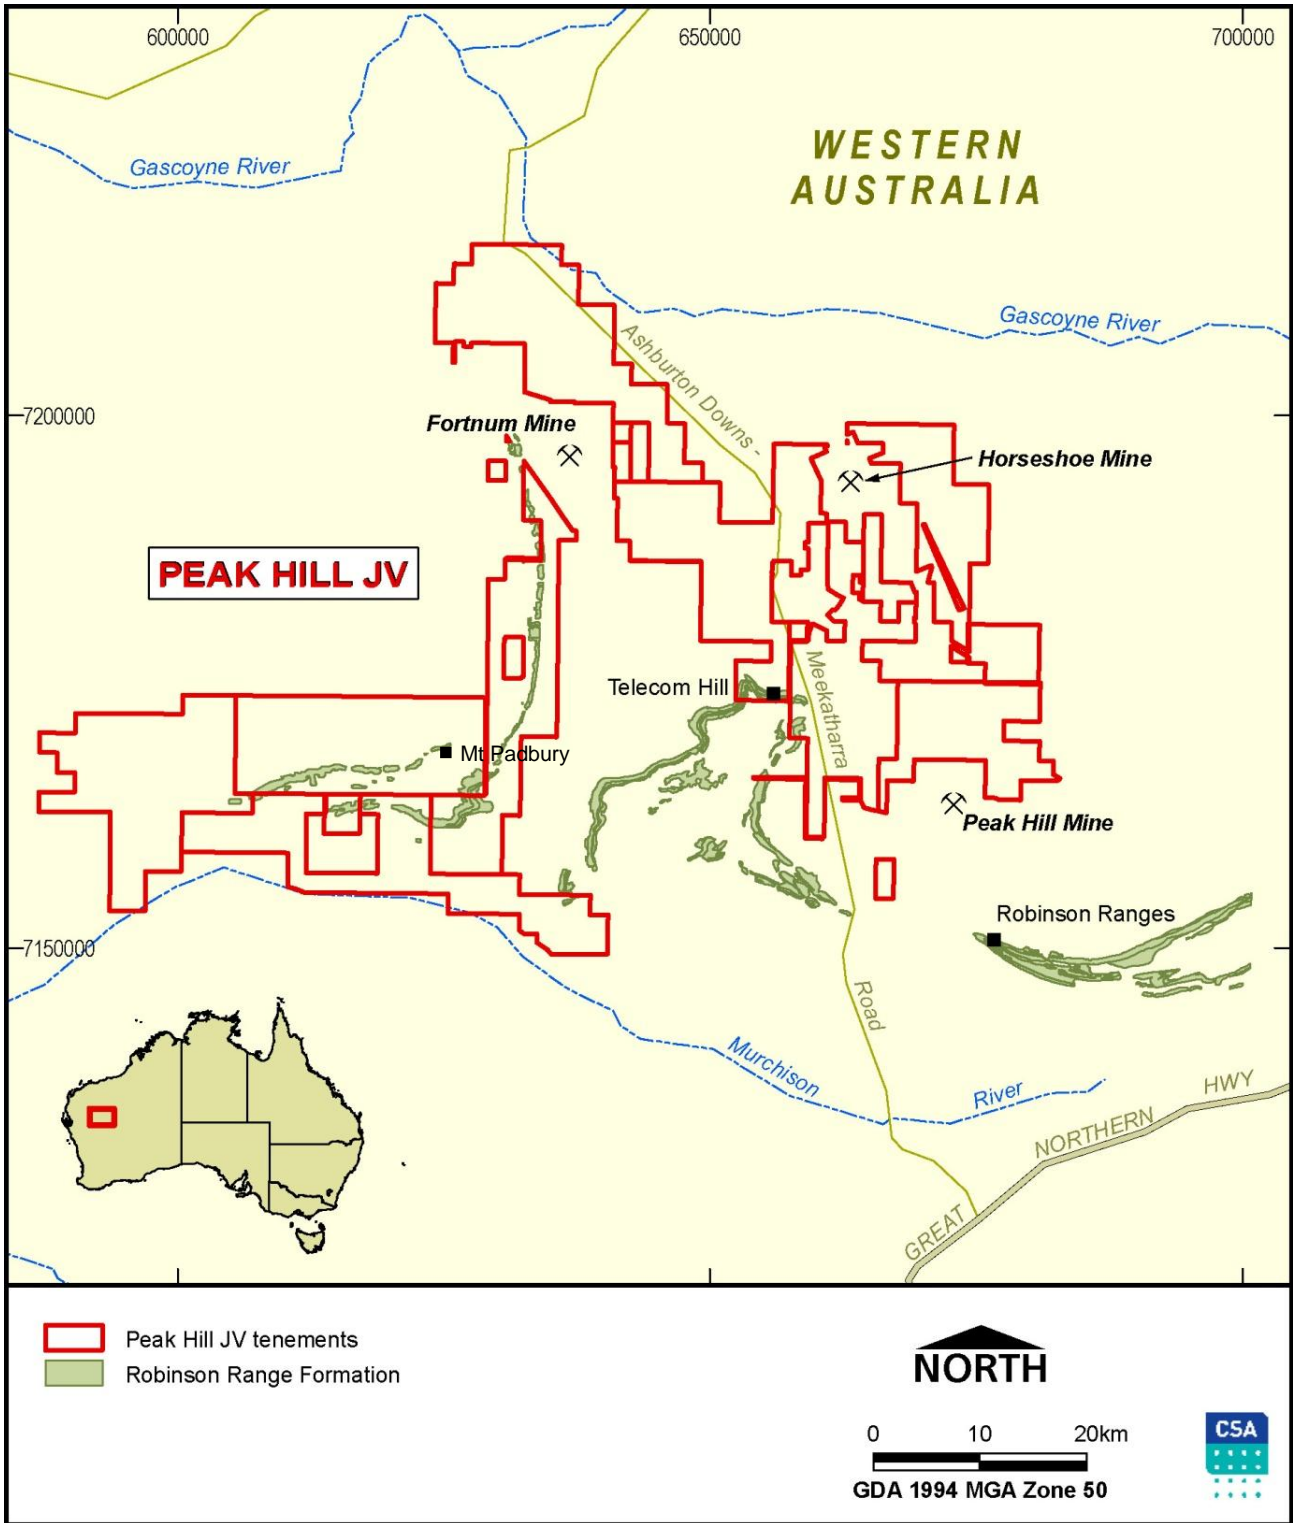 600000
650000
700000
Gascoyne River
WESTERN
AUSTRALIA
Gascoyne River
Ashburton Downs -
7200000
Fortnum Mine
Horseshoe Mine
PEAK HILL JV
Telecom Hill
Meekatharra
Mt Padbury
Peak Hill Mine
Robinson Ranges
7150000
Road
Murchison
River
HWY
NORTHERN
GREAT
Peak Hill JV tenements
Robinson Range Formation
NORTH
0 10 20km
GDA 1994 MGA Zone 50
CSA